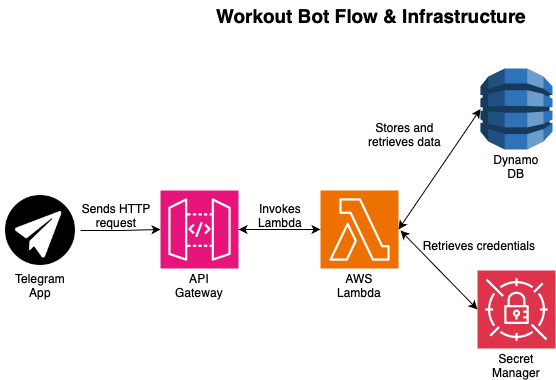 Workout Bot Flow & Infrastructure
Stores and
retrieves data
Dynamo
DB
Sends HTTP
request
Invokes
Lambda
</>
Retrieves credentials
Telegram
App
API
Gateway
AWS
Lambda
Secret
Manager